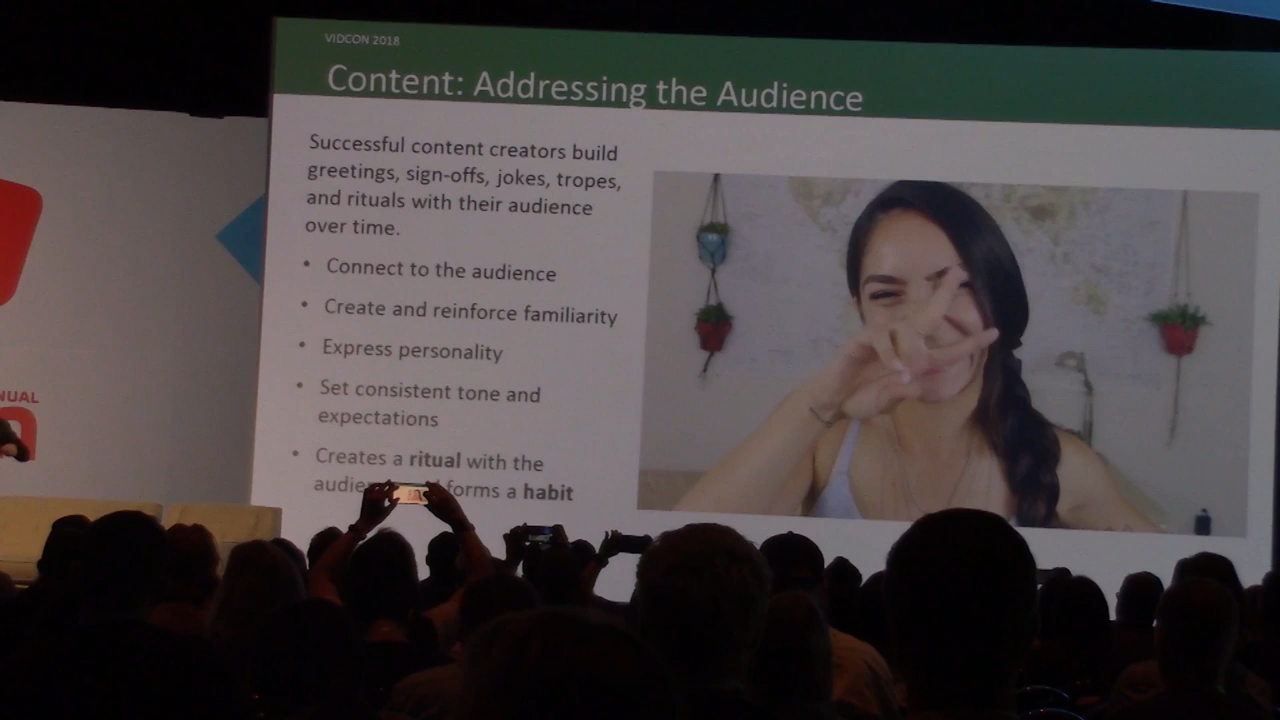 VIDCON 2018
Content: Addressing the Audience
Successful content creators build
greetings, sign-offs, jokes, tropes,
and rituals with their audience
over time.
• Connect to the audience
• Create and reinforce familiarity
• Express personality
• Set consistent tone and
expectations
• Creates a ritual with the
forms a habit
NUAL